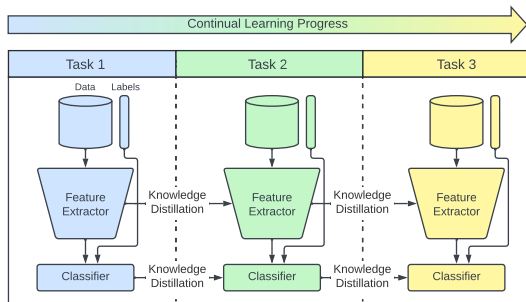 Continual Learning Progress
Task 1
Task 2
Task 3
Data
Labels
Feature
Extractor
Knowledge
Distillation
Feature
Extractor
Knowledge
Distillation
Feature
Extractor
Classifier
Knowledge
Distillation
Classifier
Knowledge
Distillation
Classifier